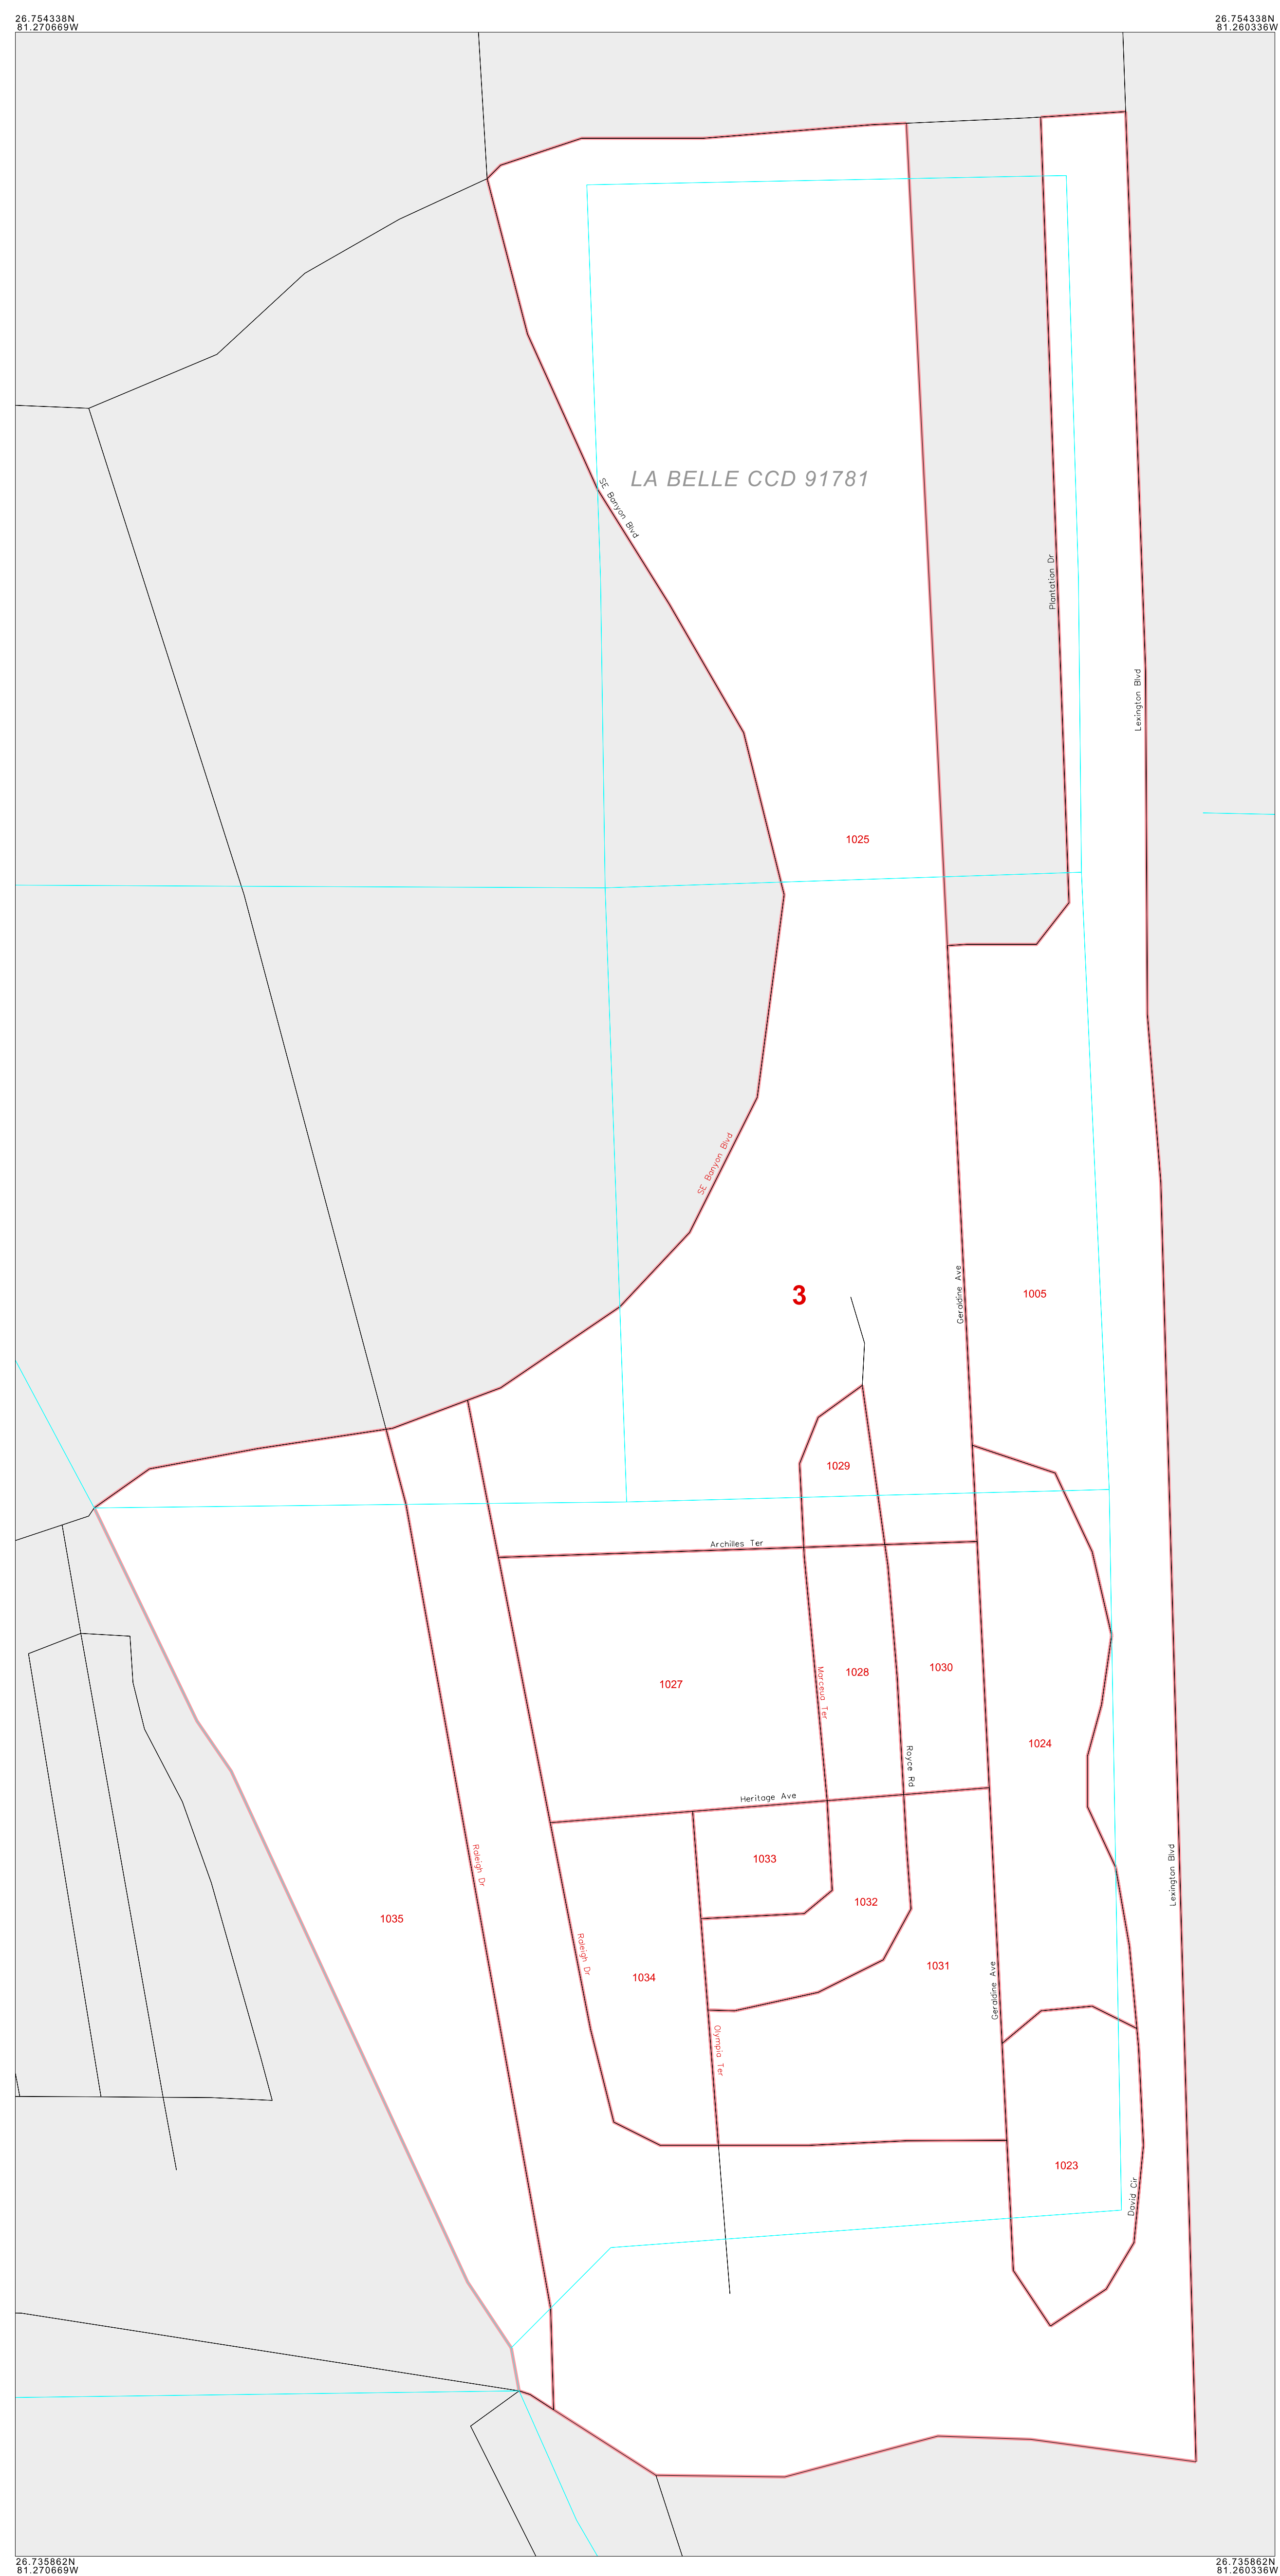 26.754338N
81.270669W
26.754338N
81.260336W
LA BELLE CCD 91781
SE Banyan Blvd
Plantation Dr
Lexington Blvd
1025
SE Banyan Blvd
3
Geraldine Ave
1005
1029
Archilles Ter
1027
Marceua Ter
1028
1030
Royce Rd
1024
Heritage Ave
Raleigh Dr
1033
Lexington Blvd
1035
1032
Raleigh Dr
1034
1031
Geraldine Ave
Olympia Ter
1023
David Cir
26.735862N
81.270669W
26.735862N
81.260336W